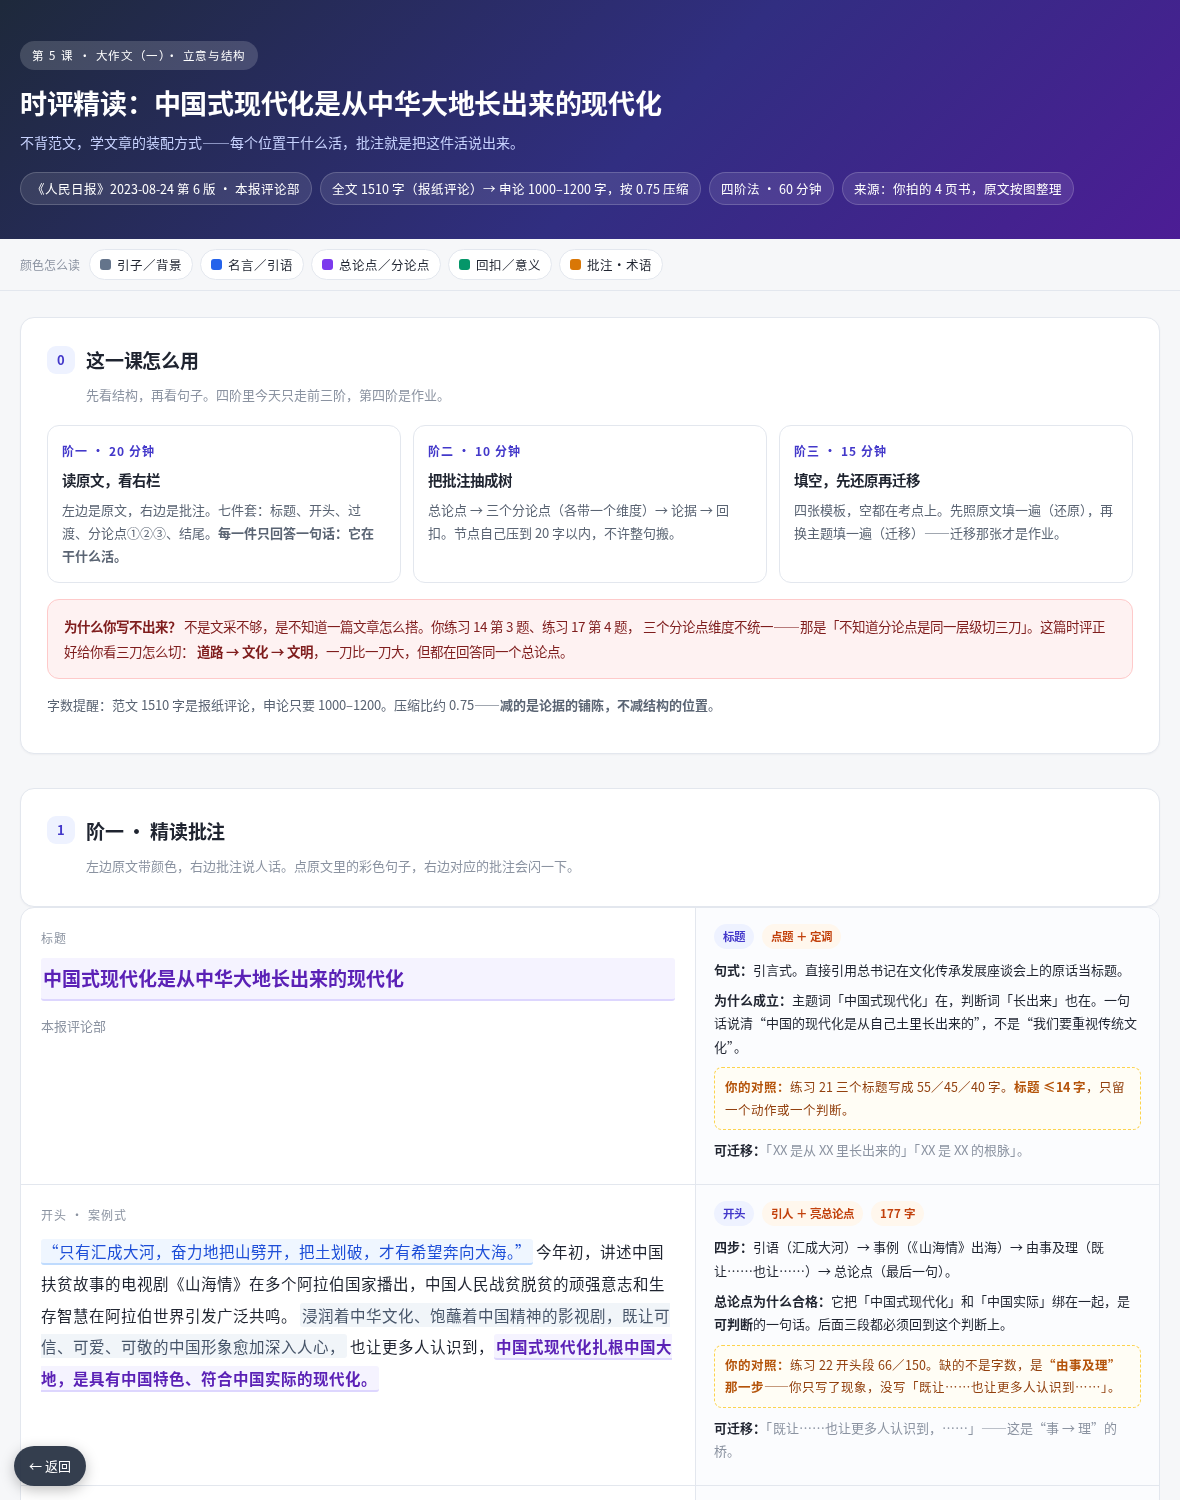 第 5 课 · 大作文（一）· 立意与结构
时评精读：中国式现代化是从中华大地长出来的现代化
不背范文，学文章的装配方式——每个位置干什么活，批注就是把这件活说出来。
《人民日报》2023-08-24 第 6 版 · 本报评论部
全文 1510 字（报纸评论）→ 申论 1000–1200 字，按 0.75 压缩
四阶法 · 60 分钟
来源：你拍的 4 页书，原文按图整理
颜色怎么读
引子／背景
名言／引语
总论点／分论点
回扣／意义
批注·术语
0
这一课怎么用
先看结构，再看句子。四阶里今天只走前三阶，第四阶是作业。
阶一 · 20 分钟
读原文，看右栏
左边是原文，右边是批注。七件套：标题、开头、过
渡、分论点①②③、结尾。每一件只回答一句话：它在
干什么活。
阶二 · 10 分钟
把批注抽成树
总论点 → 三个分论点（各带一个维度）→ 论据 → 回
扣。节点自己压到 20 字以内，不许整句搬。
阶三 · 15 分钟
填空，先还原再迁移
四张模板，空都在考点上。先照原文填一遍（还原），再
换主题填一遍（迁移）——迁移那张才是作业。
为什么你写不出来？ 不是文采不够，是不知道一篇文章怎么搭。你练习 14 第 3 题、练习 17 第 4 题， 三个分论点维度不统一——那是「不知道分论点是同一层级切三刀」。这篇时评正
好给你看三刀怎么切： 道路 → 文化 → 文明，一刀比一刀大，但都在回答同一个总论点。
字数提醒：范文 1510 字是报纸评论，申论只要 1000–1200。压缩比约 0.75——减的是论据的铺陈，不减结构的位置。
1
阶一 · 精读批注
左边原文带颜色，右边批注说人话。点原文里的彩色句子，右边对应的批注会闪一下。
标题
中国式现代化是从中华大地长出来的现代化
本报评论部
标题
点题 + 定调
句式：引言式。直接引用总书记在文化传承发展座谈会上的原话当标题。
为什么成立：主题词「中国式现代化」在，判断词「长出来」也在。一句
话说清“中国的现代化是从自己土里长出来的”，不是“我们要重视传统文
化”。
你的对照：练习 21 三个标题写成 55／45／40 字。标题 ≤14 字，只留
一个动作或一个判断。
可迁移：「XX 是从 XX 里长出来的」「XX 是 XX 的根脉」。
开头 · 案例式
“只有汇成大河，奋力地把山劈开，把土划破，才有希望奔向大海。” 今年初，讲述中国
扶贫故事的电视剧《山海情》在多个阿拉伯国家播出，中国人民战贫脱贫的顽强意志和生
存智慧在阿拉伯世界引发广泛共鸣。 浸润着中华文化、饱蘸着中国精神的影视剧，既让可
信、可爱、可敬的中国形象愈加深入人心， 也让更多人认识到，中国式现代化扎根中国大
地，是具有中国特色、符合中国实际的现代化。
开头
引人 + 亮总论点
177 字
四步：引语（汇成大河）→ 事例（《山海情》出海）→ 由事及理（既
让……也让……）→ 总论点（最后一句）。
总论点为什么合格：它把「中国式现代化」和「中国实际」绑在一起，是
可判断的一句话。后面三段都必须回到这个判断上。
你的对照：练习 22 开头段 66／150。缺的不是字数，是“由事及理”
那一步——你只写了现象，没写「既让……也让更多人认识到……」。
可迁移：「既让……也让更多人认识到，……」——这是“事 → 理”的
桥。
← 返回